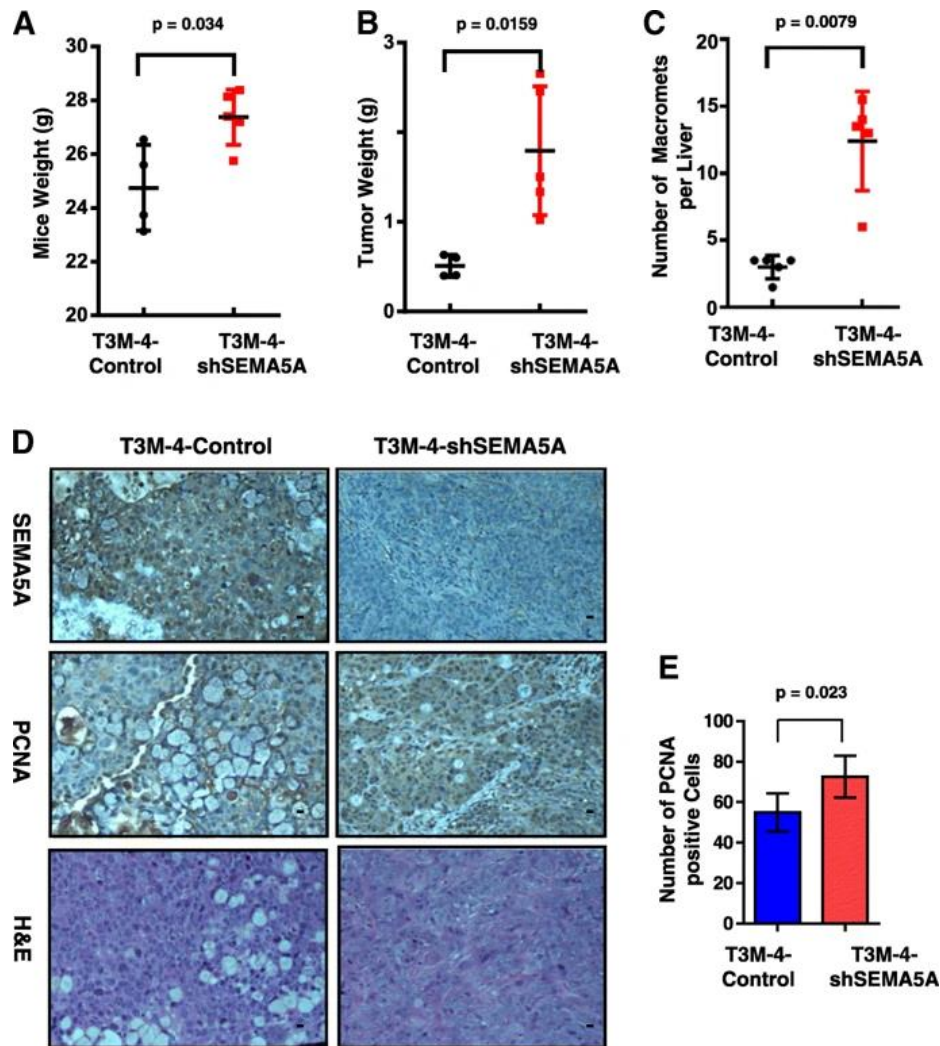 A
p = 0.034
Mice Weight (g)
30
28
26
24
22
20
T3M-4-
Control
T3M-4-
shSEMA5A
B
p = 0.0159
Tumor Weight (g)
3
1
0
T3M-4-
Control
T3M-4-
shSEMA5A
C
p = 0.0079
Number of Macromets
per Liver
20
15
10
5
0
T3M-4-
Control
T3M-4-
shSEMA5A
D
T3M-4-Control
T3M-4-shSEMA5A
SEMA5A
PCNA
H&E
E
p = 0.023
Number of PCNA
positive Cells
100
80
60
40
20
0
T3M-4-
Control
T3M-4-
shSEMA5A